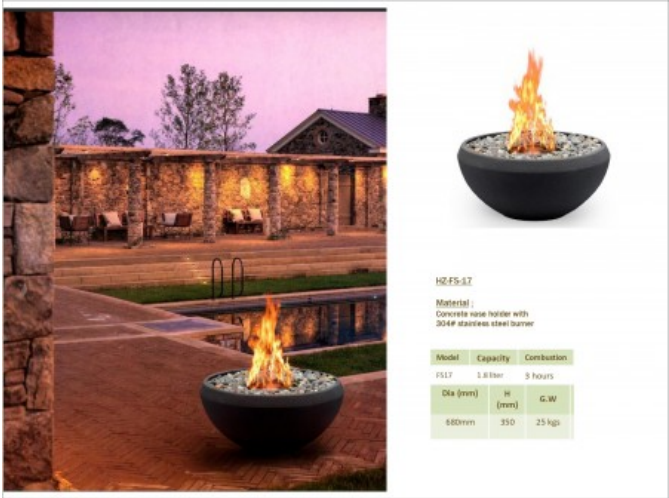 HZ-FS-17
Material :
Concrete vase holder with
304# stainless steel burner
Model Capacity Combustion
FS17 1.8 liter 3 hours
Dia (mm) H (mm) G.W
680mm 350 25 kgs